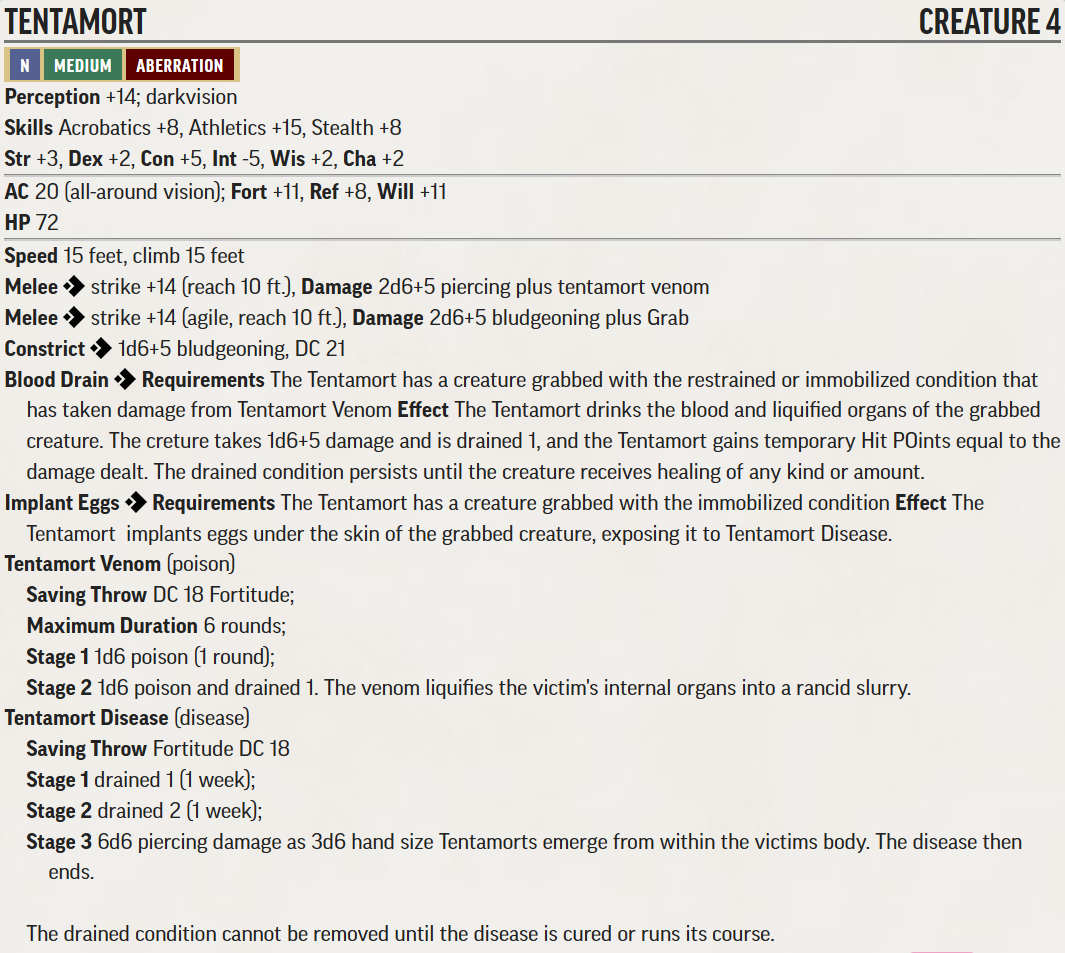 TENTAMORT CREATURE 4
N MEDIUM ABERRATION
Perception +14; darkvision
Skills Acrobatics +8, Athletics +15, Stealth +8
Str +3, Dex +2, Con +5, Int -5, Wis +2, Cha +2
AC 20 (all-around vision); Fort +11, Ref +8, Will +11
HP 72
Speed 15 feet, climb 15 feet
Melee strike +14 (reach 10 ft.), Damage 2d6+5 piercing plus tentamort venom
Melee strike +14 (agile, reach 10 ft.), Damage 2d6+5 bludgeoning plus Grab
Constrict 1d6+5 bludgeoning, DC 21
Blood Drain Requirements The Tentamort has a creature grabbed with the restrained or immobilized condition that
has taken damage from Tentamort Venom Effect The Tentamort drinks the blood and liquified organs of the grabbed
creature. The creture takes 1d6+5 damage and is drained 1, and the Tentamort gains temporary Hit POints equal to the
damage dealt. The drained condition persists until the creature receives healing of any kind or amount.
Implant Eggs Requirements The Tentamort has a creature grabbed with the immobilized condition Effect The
Tentamort implants eggs under the skin of the grabbed creature, exposing it to Tentamort Disease.
Tentamort Venom (poison)
Saving Throw DC 18 Fortitude;
Maximum Duration 6 rounds;
Stage 1 1d6 poison (1 round);
Stage 2 1d6 poison and drained 1. The venom liquifies the victim's internal organs into a rancid slurry.
Tentamort Disease (disease)
Saving Throw Fortitude DC 18
Stage 1 drained 1 (1 week);
Stage 2 drained 2 (1 week);
Stage 3 6d6 piercing damage as 3d6 hand size Tentamorts emerge from within the victims body. The disease then
ends.
The drained condition cannot be removed until the disease is cured or runs its course.